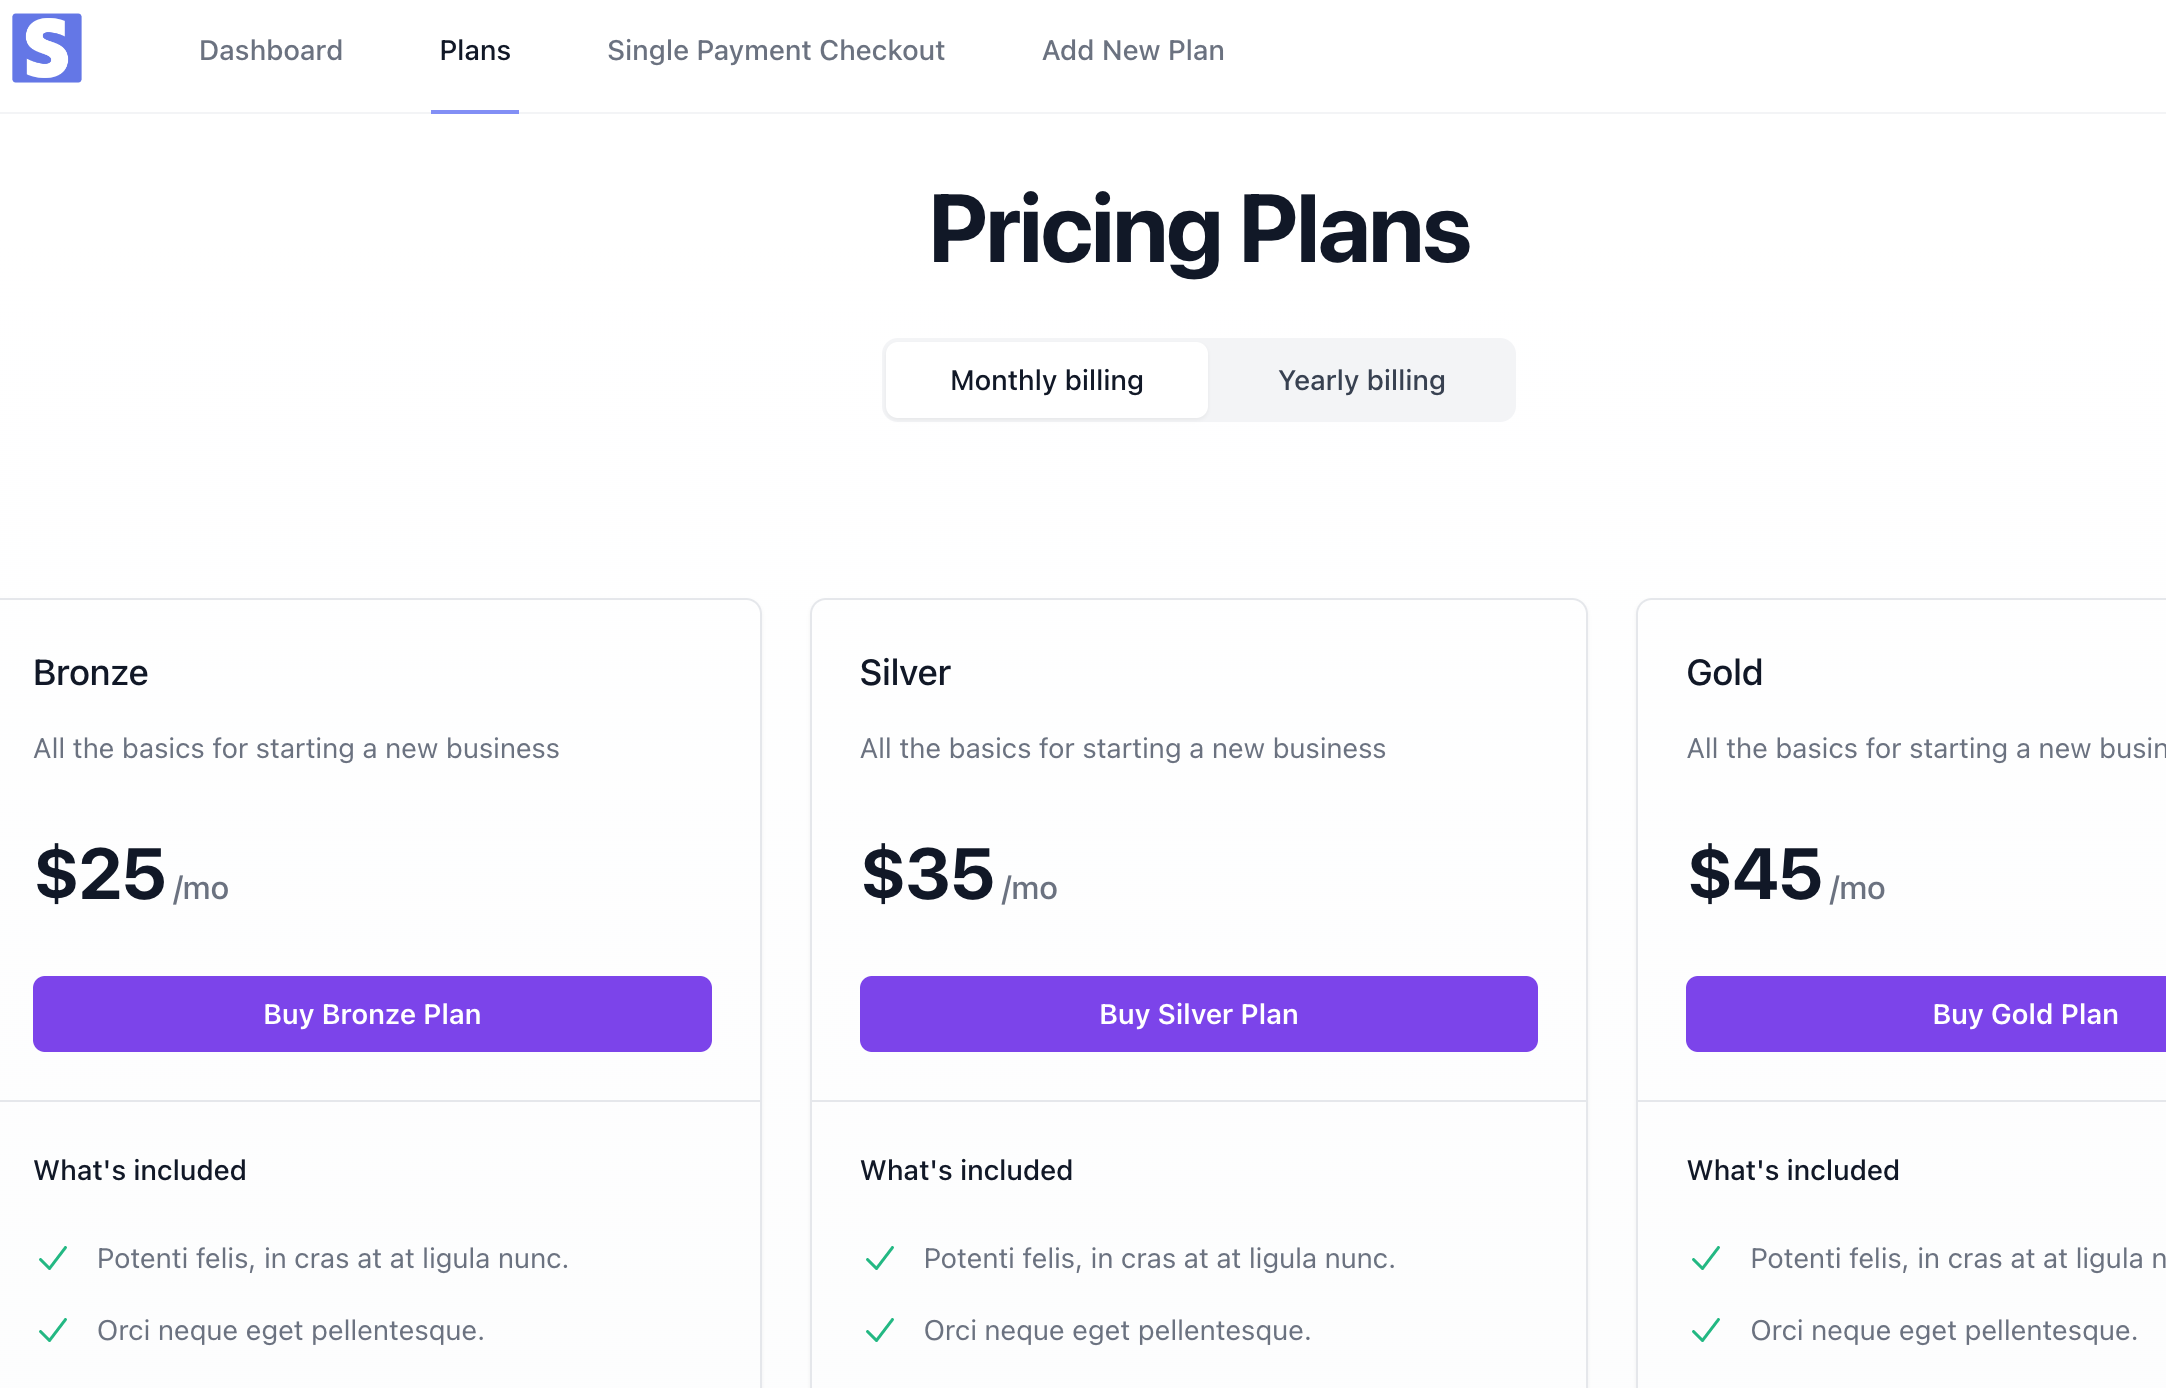 S
Dashboard
Plans
Single Payment Checkout
Add New Plan
Pricing Plans
Monthly billing
Yearly billing
Bronze
All the basics for starting a new business
$25 /mo
Buy Bronze Plan
What's included
Potenti felis, in cras at at ligula nunc.
Orci neque eget pellentesque.
Silver
All the basics for starting a new business
$35 /mo
Buy Silver Plan
What's included
Potenti felis, in cras at at ligula nunc.
Orci neque eget pellentesque.
Gold
All the basics for starting a new
$45 /mo
Buy Gold Plan
What's included
Potenti felis, in cras at at ligula
Orci neque eget pellentesque.